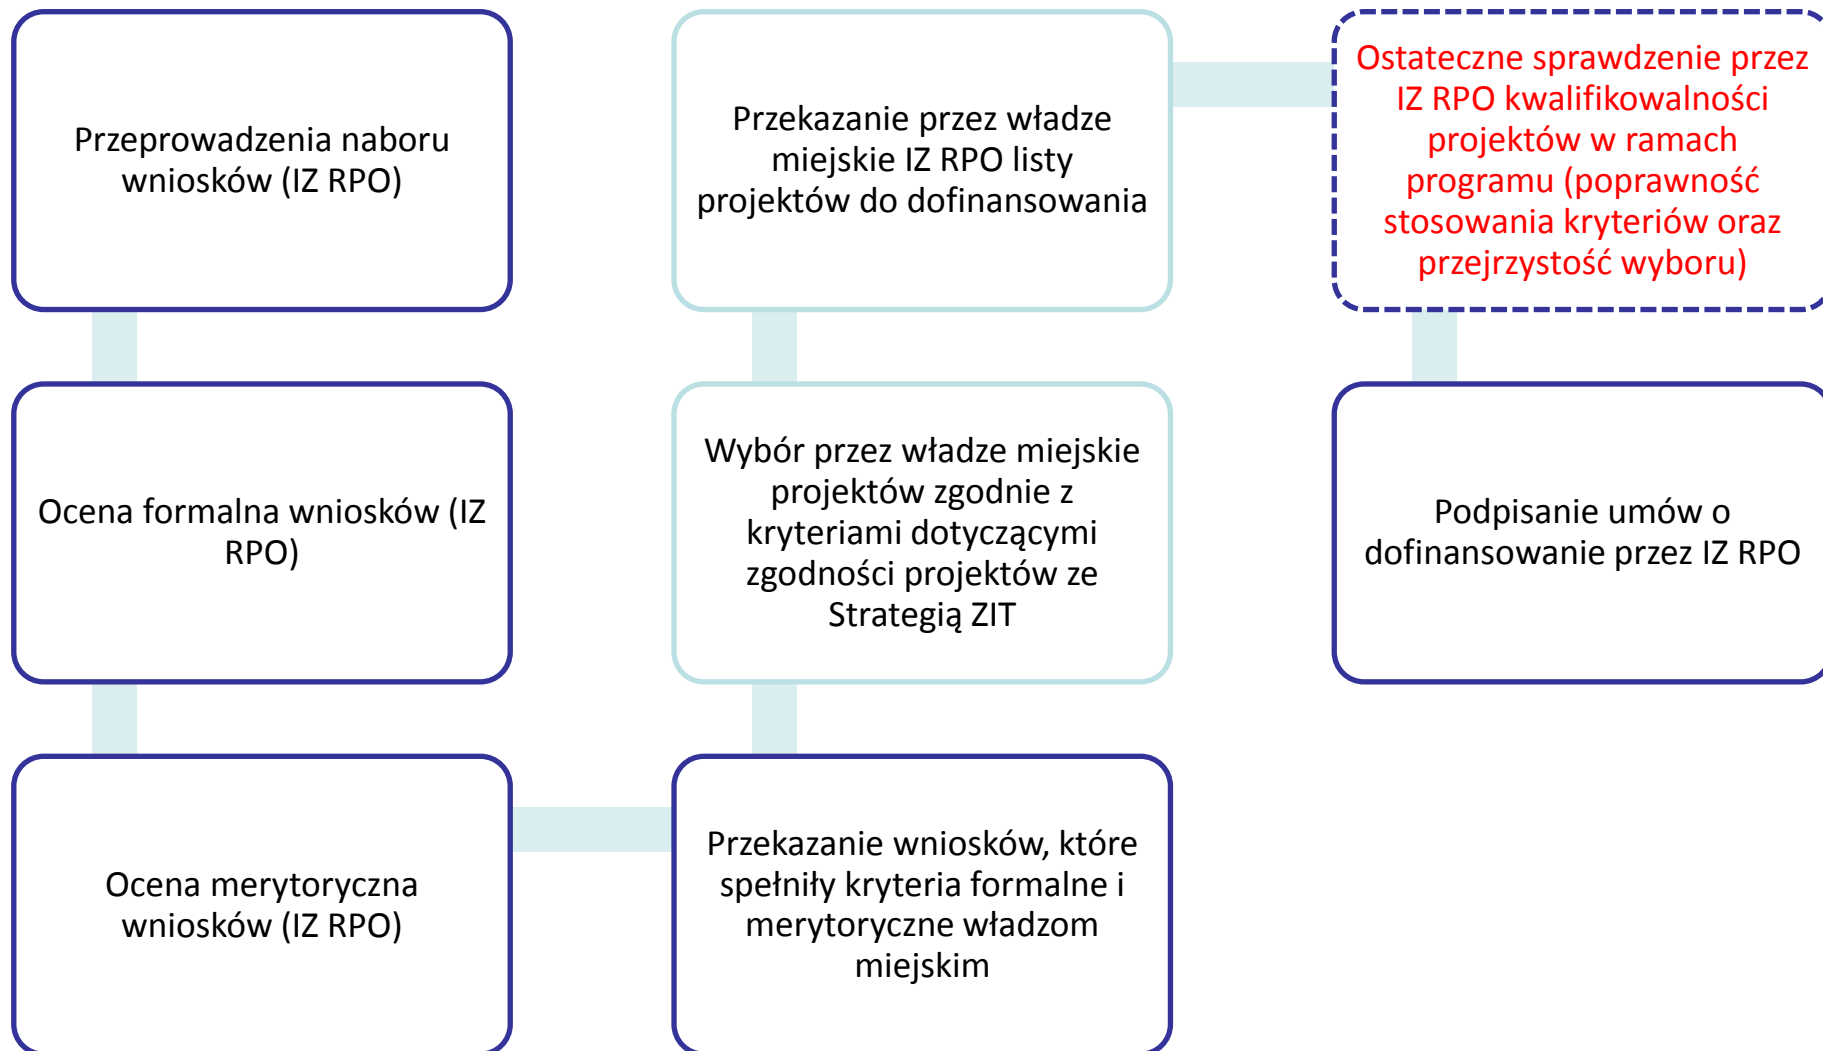 Przeprowadzenia naboru
wniosków (IZ RPO)
Ocena formalna wniosków (IZ
RPO)
Ocena merytoryczna
wniosków (IZ RPO)
Przekazanie wniosków, które
spełniły kryteria formalne i
merytoryczne władzom
miejskim
Wybór przez władze miejskie
projektów zgodnie z
kryteriami dotyczącymi
zgodności projektów ze
Strategią ZIT
Przekazanie przez władze
miejskie IZ RPO listy
projektów do dofinansowania
Ostateczne sprawdzenie przez
IZ RPO kwalifikowalności
projektów w ramach
programu (poprawność
stosowania kryteriów oraz
przejrzystość wyboru)
Podpisanie umów o
dofinansowanie przez IZ RPO